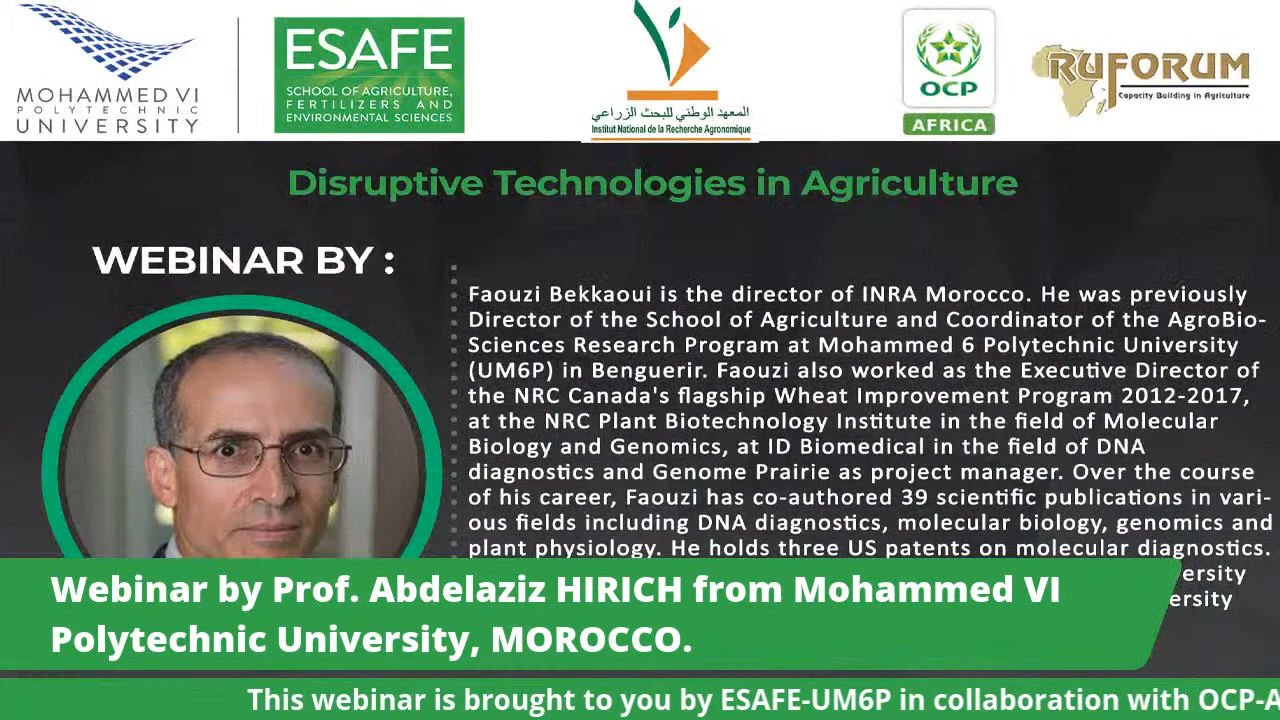 MOHAMMED VI
POLYTECHNIC
UNIVERSITY
ESAFE
SCHOOL OF AGRICULTURE,
FERTILIZERS AND
ENVIRONMENTAL SCIENCES
المعهد الوطني للبحث الزراعي
Institut National de la Recherche Agronomique
OCP
AFRICA
RUFORUM
Capacity Building in Agriculture
Disruptive Technologies in Agriculture
WEBINAR BY :
Faouzi Bekkaoui is the director of INRA Morocco. He was previously
Director of the School of Agriculture and Coordinator of the AgroBio-
Sciences Research Program at Mohammed 6 Polytechnic University
(UM6P) in Benguerir. Faouzi also worked as the Executive Director of
the NRC Canada's flagship Wheat Improvement Program 2012-2017,
at the NRC Plant Biotechnology Institute in the field of Molecular
Biology and Genomics, at ID Biomedical in the field of DNA
diagnostics and Genome Prairie as project manager. Over the course
of his career, Faouzi has co-authored 39 scientific publications in vari-
ous fields including DNA diagnostics, molecular biology, genomics and
plant physiology. He holds three US patents on molecular diagnostics.
ersity
ersity
Webinar by Prof. Abdelaziz HIRICH from Mohammed VI
Polytechnic University, MOROCCO.
This webinar is brought to you by ESAFE-UM6P in collaboration with OCP-A